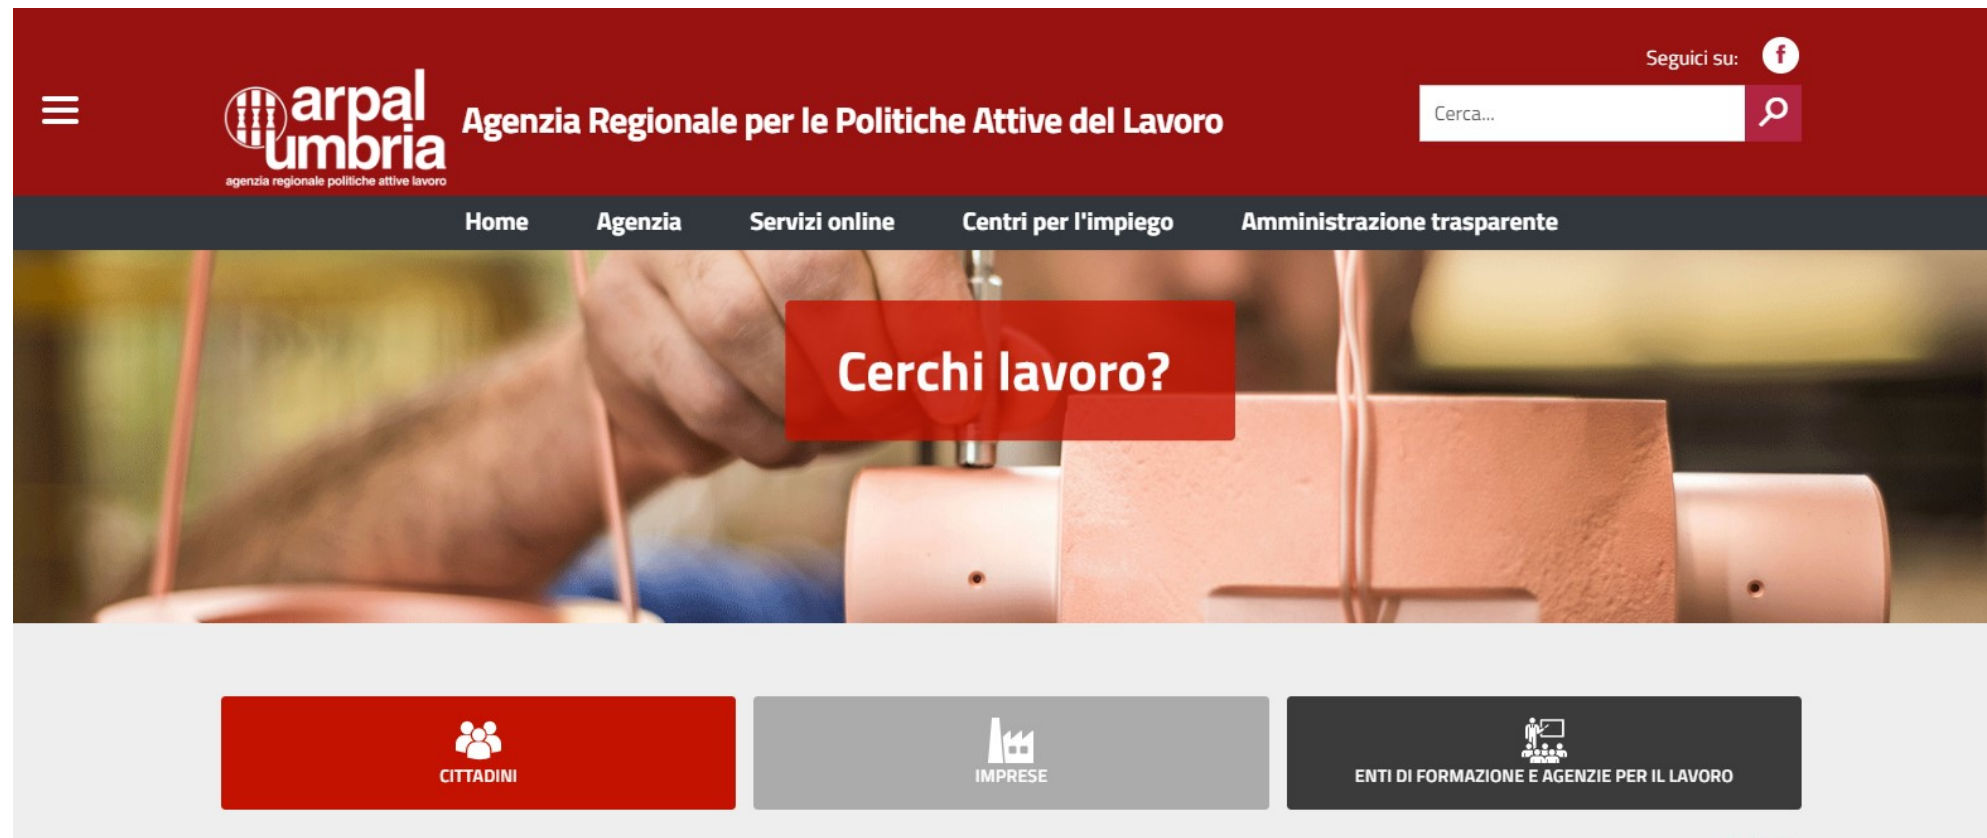 Seguici su:
arpal
umbria
agenzia regionale politiche attive lavoro
Agenzia Regionale per le Politiche Attive del Lavoro
Cerca...
Home Agenzia Servizi online Centri per l'impiego Amministrazione trasparente
Cerchi lavoro?
CITTADINI
IMPRESE
ENTI DI FORMAZIONE E AGENZIE PER IL LAVORO